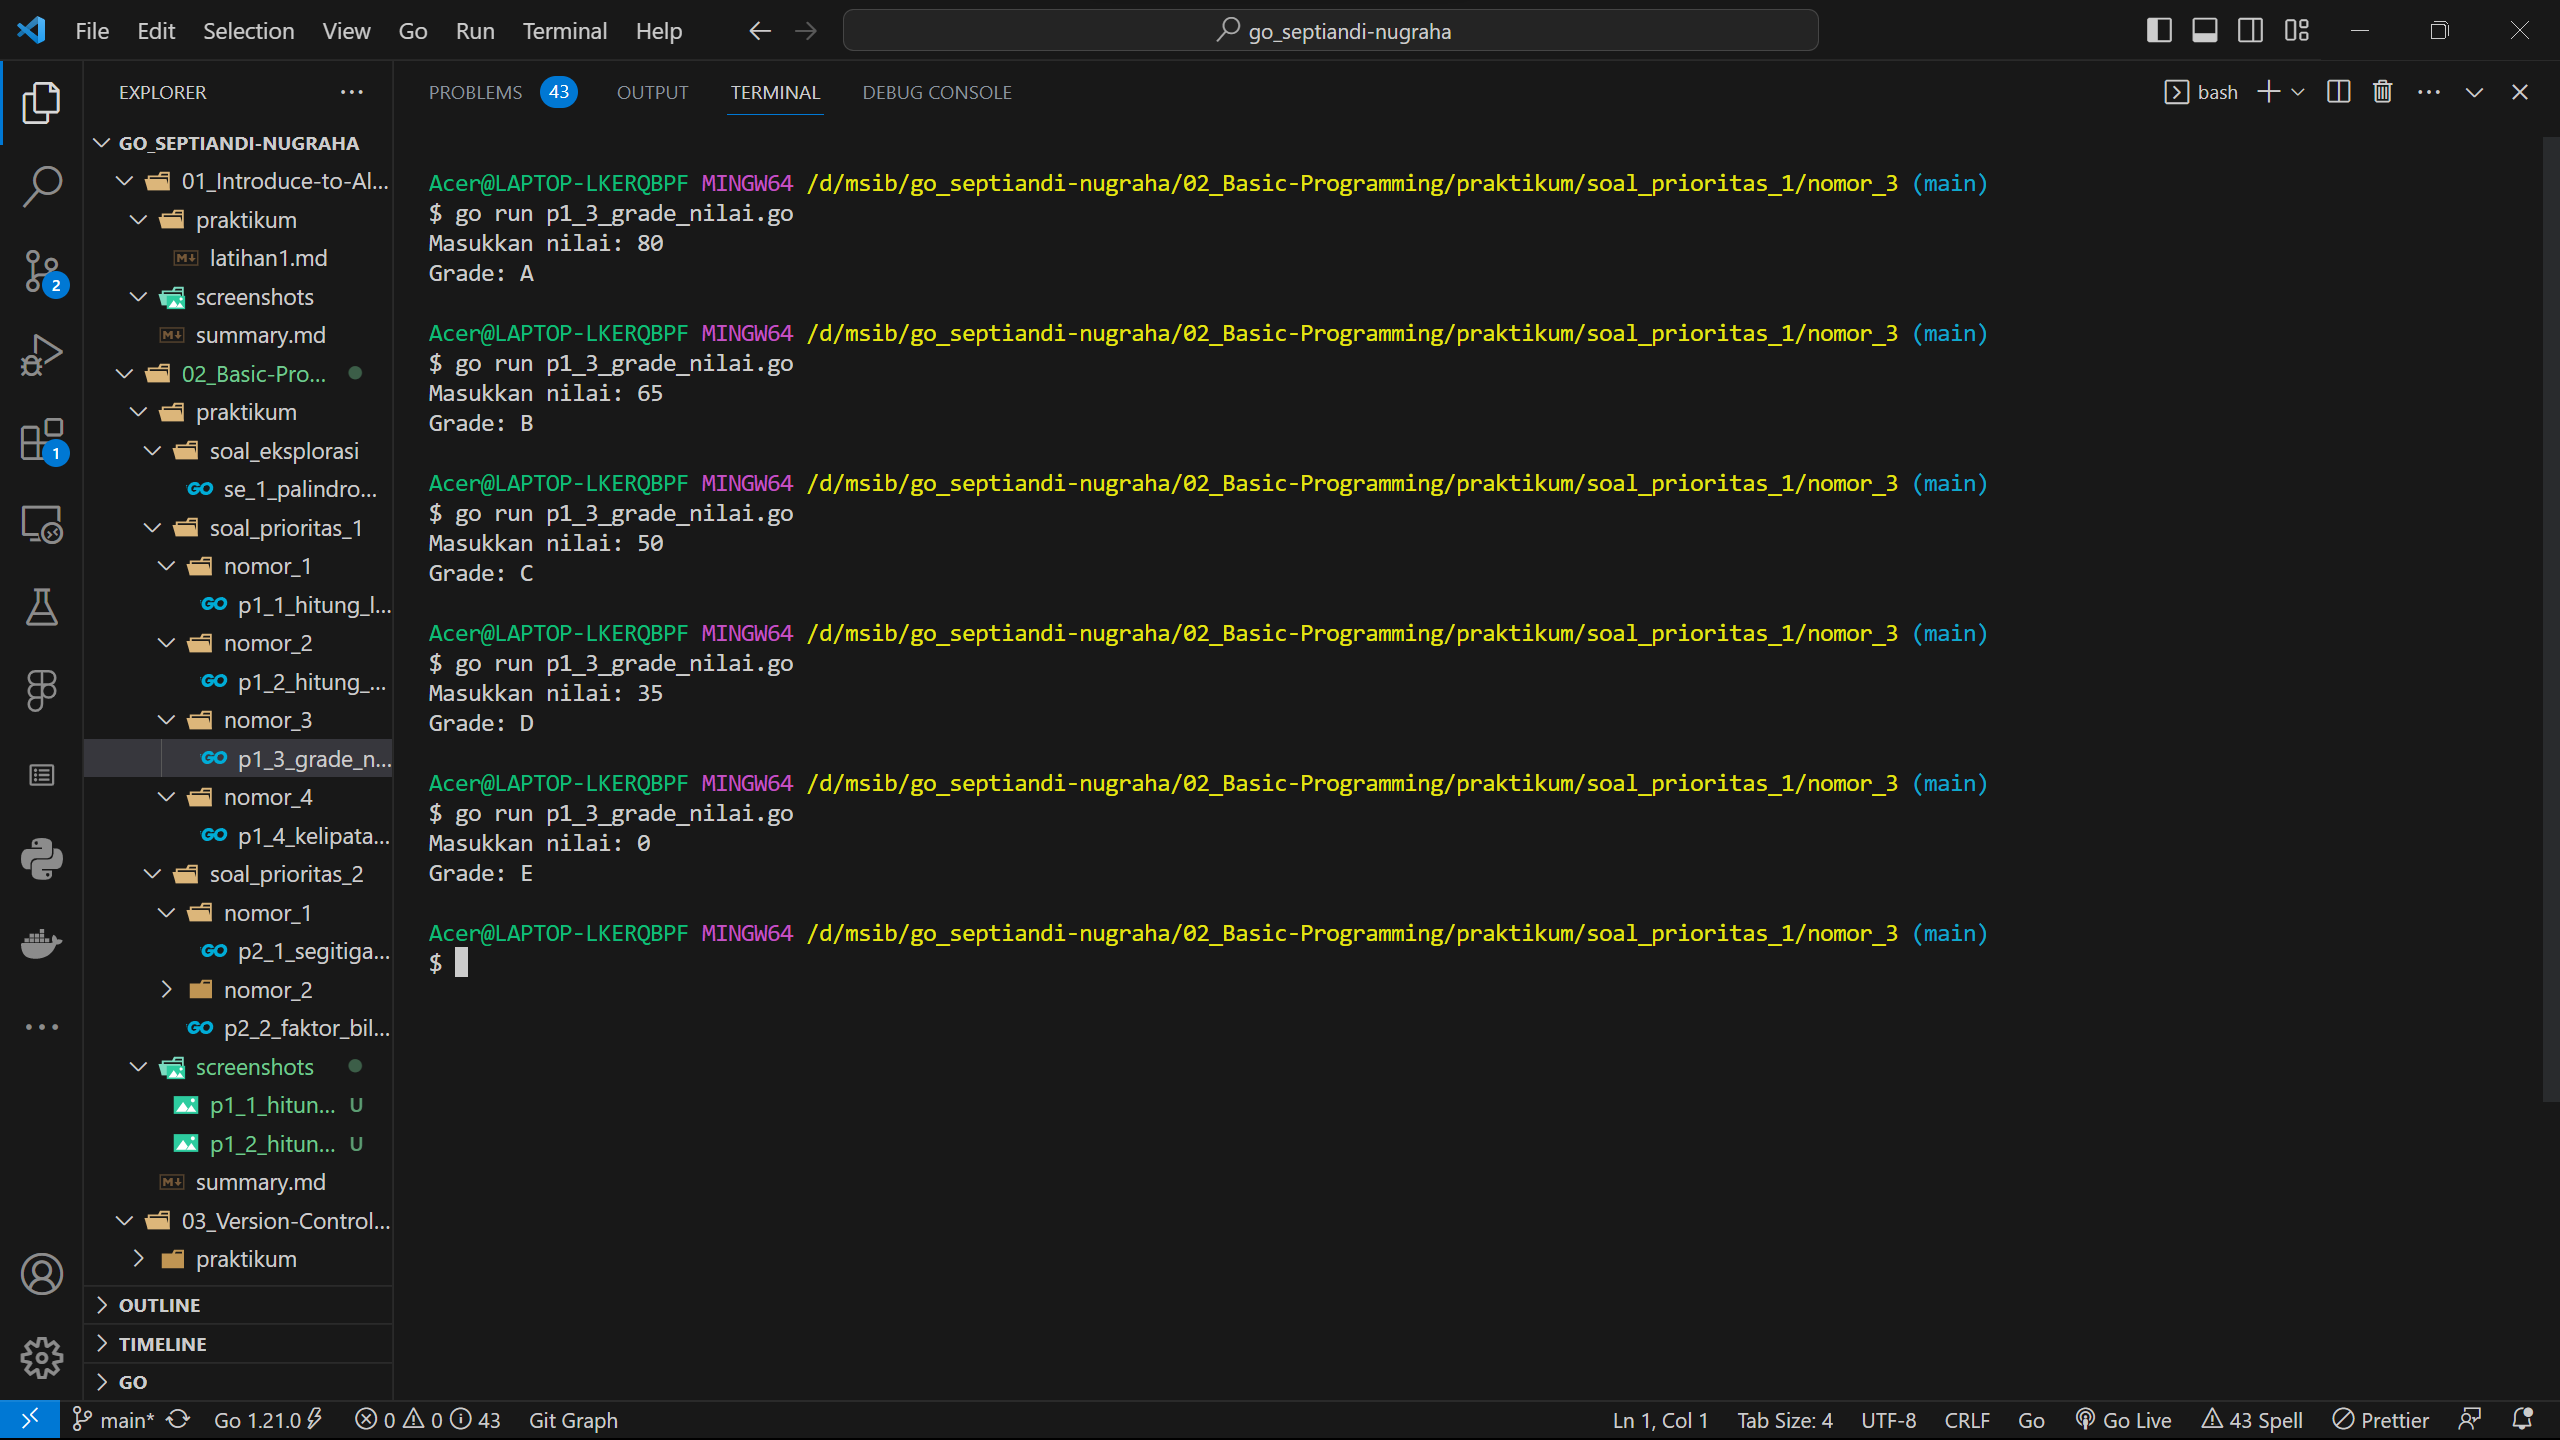 File Edit Selection View Go Run Terminal Help
go_septiandi-nugraha
EXPLORER
GO_SEPTIANDI-NUGRAHA
01_Introduce-to-Al...
praktikum
latihan1.md
screenshots
summary.md
02_Basic-Pro...
praktikum
soal_eksplorasi
se_1_palindro...
soal_prioritas_1
nomor_1
p1_1_hitung_l...
nomor_2
p1_2_hitung_...
nomor_3
p1_3_grade_n...
nomor_4
p1_4_kelipata...
soal_prioritas_2
nomor_1
p2_1_segitiga...
nomor_2
p2_2_faktor_bil...
screenshots
p1_1_hitun... U
p1_2_hitun... U
summary.md
03_Version-Control...
praktikum
OUTLINE
TIMELINE
GO
2
1
PROBLEMS 43 OUTPUT TERMINAL DEBUG CONSOLE
bash
Acer@LAPTOP-LKERQBPF MINGW64 /d/msib/go_septiandi-nugraha/02_Basic-Programming/praktikum/soal_prioritas_1/nomor_3 (main)
$ go run p1_3_grade_nilai.go
Masukkan nilai: 80
Grade: A
Acer@LAPTOP-LKERQBPF MINGW64 /d/msib/go_septiandi-nugraha/02_Basic-Programming/praktikum/soal_prioritas_1/nomor_3 (main)
$ go run p1_3_grade_nilai.go
Masukkan nilai: 65
Grade: B
Acer@LAPTOP-LKERQBPF MINGW64 /d/msib/go_septiandi-nugraha/02_Basic-Programming/praktikum/soal_prioritas_1/nomor_3 (main)
$ go run p1_3_grade_nilai.go
Masukkan nilai: 50
Grade: C
Acer@LAPTOP-LKERQBPF MINGW64 /d/msib/go_septiandi-nugraha/02_Basic-Programming/praktikum/soal_prioritas_1/nomor_3 (main)
$ go run p1_3_grade_nilai.go
Masukkan nilai: 35
Grade: D
Acer@LAPTOP-LKERQBPF MINGW64 /d/msib/go_septiandi-nugraha/02_Basic-Programming/praktikum/soal_prioritas_1/nomor_3 (main)
$ go run p1_3_grade_nilai.go
Masukkan nilai: 0
Grade: E
Acer@LAPTOP-LKERQBPF MINGW64 /d/msib/go_septiandi-nugraha/02_Basic-Programming/praktikum/soal_prioritas_1/nomor_3 (main)
$
main* Go 1.21.0 0 0 43 Git Graph Ln 1, Col 1 Tab Size: 4 UTF-8 CRLF Go Go Live 43 Spell Prettier